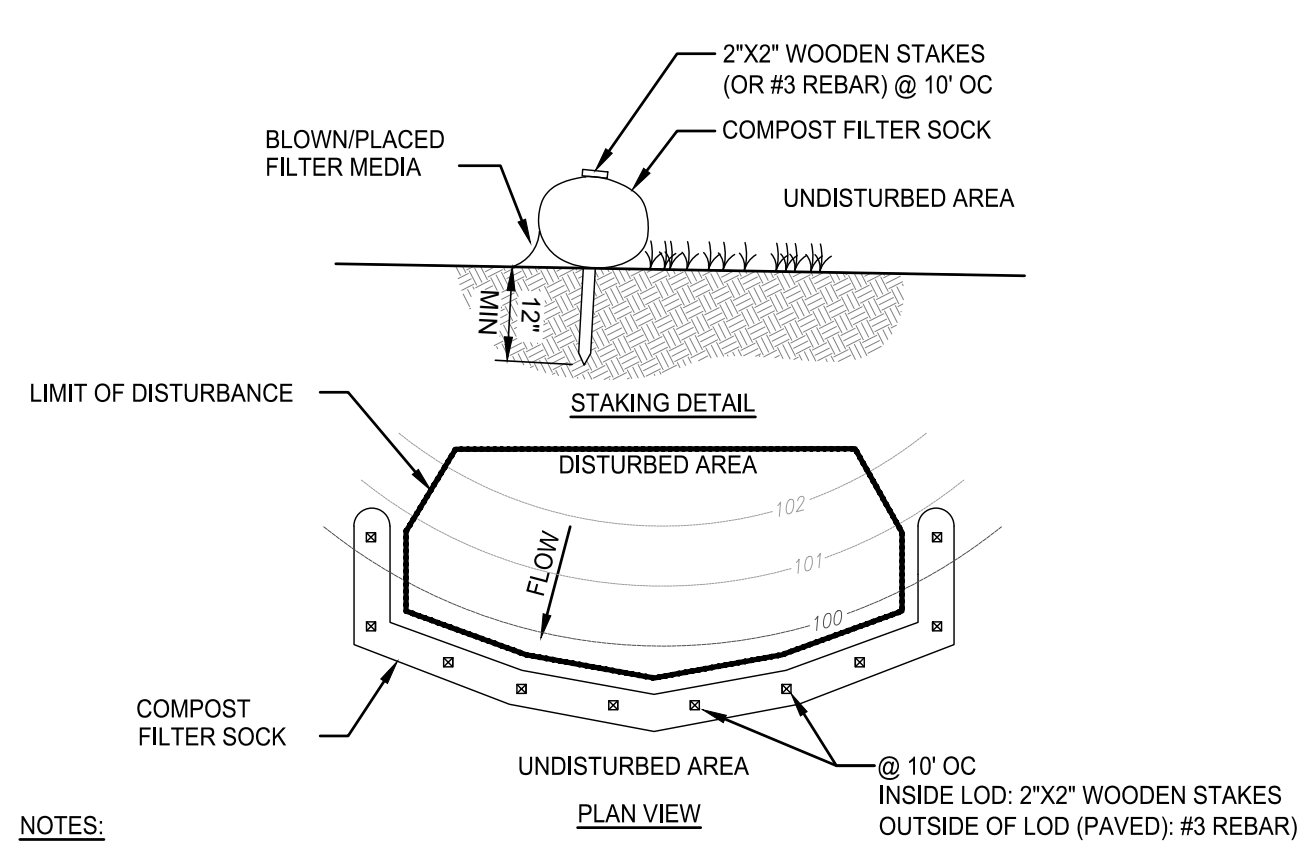 2"X2" WOODEN STAKES
(OR #3 REBAR) @ 10' OC
COMPOST FILTER SOCK
BLOWN/PLACED
FILTER MEDIA
UNDISTURBED AREA
12"
MIN
STAKING DETAIL
LIMIT OF DISTURBANCE
DISTURBED AREA
102
101
100
FLOW
COMPOST
FILTER SOCK
UNDISTURBED AREA
PLAN VIEW
@ 10' OC
INSIDE LOD: 2"X2" WOODEN STAKES
OUTSIDE OF LOD (PAVED): #3 REBAR)
NOTES: